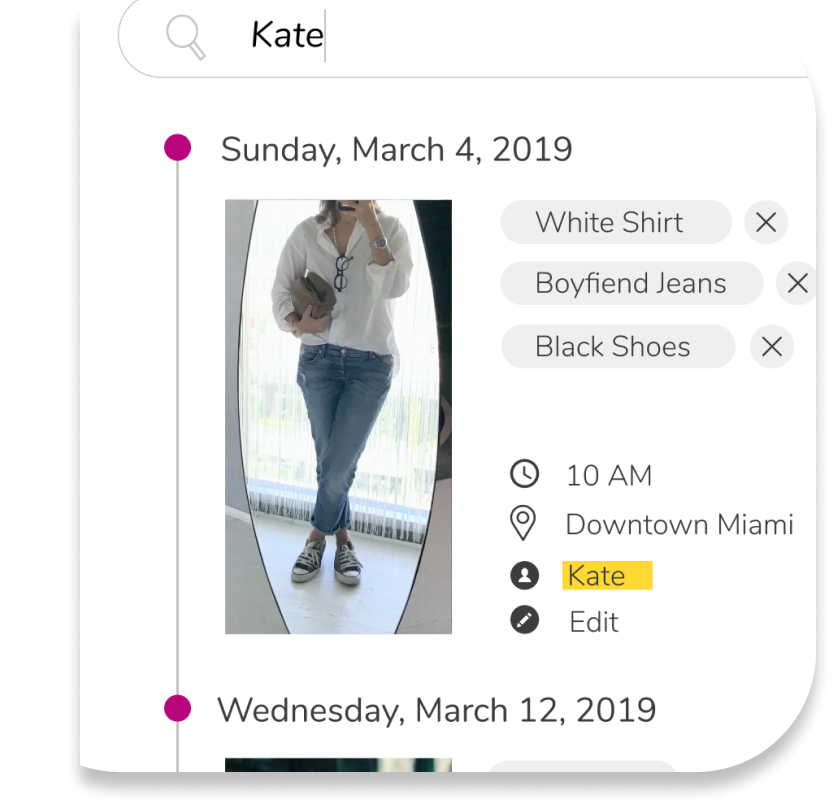 Kate
Sunday, March 4, 2019
White Shirt
Boyfiend Jeans
Black Shoes
10 AM
Downtown Miami
Kate
Edit
Wednesday, March 12, 2019